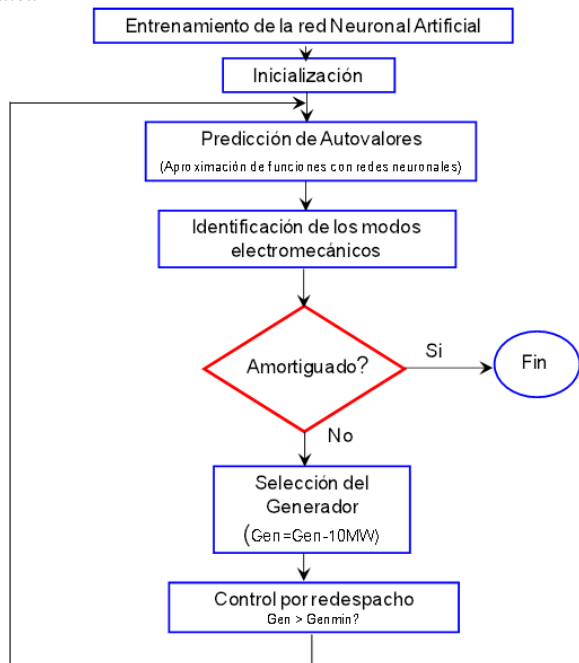 Entrenamiento de la red Neuronal Artificial
Inicialización
Predicción de Autovalores
(Aproximación de funciones con redes neuronales)
Identificación de los modos
electromecánicos
Amortiguado?
Si
Fin
No
Selección del
Generador
(Gen=Gen-10MW)
Control por redespacho
Gen > Genmin?